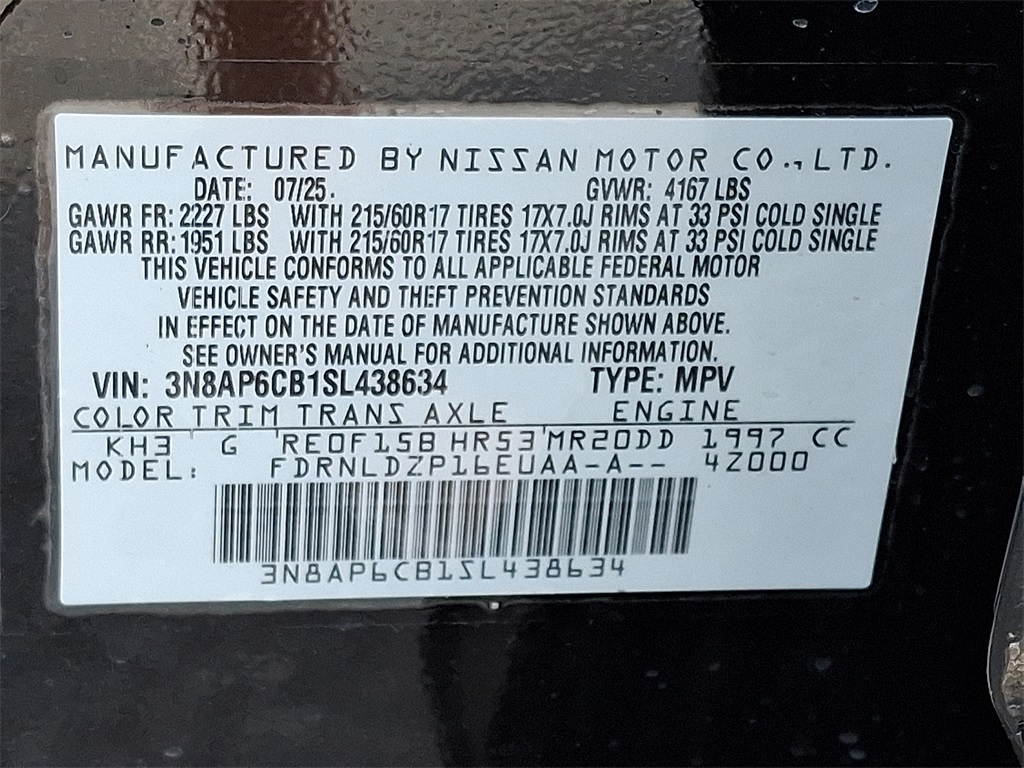 MANUFACTURED BY NISSAN MOTOR CO.,LTD.
DATE: 07/25. GVWR: 4167 LBS
GAWR FR: 2227 LBS WITH 215/60R17 TIRES 17X7.0J RIMS AT 33 PSI COLD SINGLE
GAWR RR: 1951 LBS WITH 215/60R17 TIRES 17X7.0J RIMS AT 33 PSI COLD SINGLE
THIS VEHICLE CONFORMS TO ALL APPLICABLE FEDERAL MOTOR
VEHICLE SAFETY AND THEFT PREVENTION STANDARDS
IN EFFECT ON THE DATE OF MANUFACTURE SHOWN ABOVE.
SEE OWNER'S MANUAL FOR ADDITIONAL INFORMATION.
VIN: 3N8AP6CB1SL438634 TYPE: MPV
COLOR TRIM TRANS AXLE ENGINE
KH3 G RE0F15B HR53 MR20DD 1997 CC
MODEL: FDRNLDZP16EUAA-A-- 4Z000
3N8AP6CB1SL438634